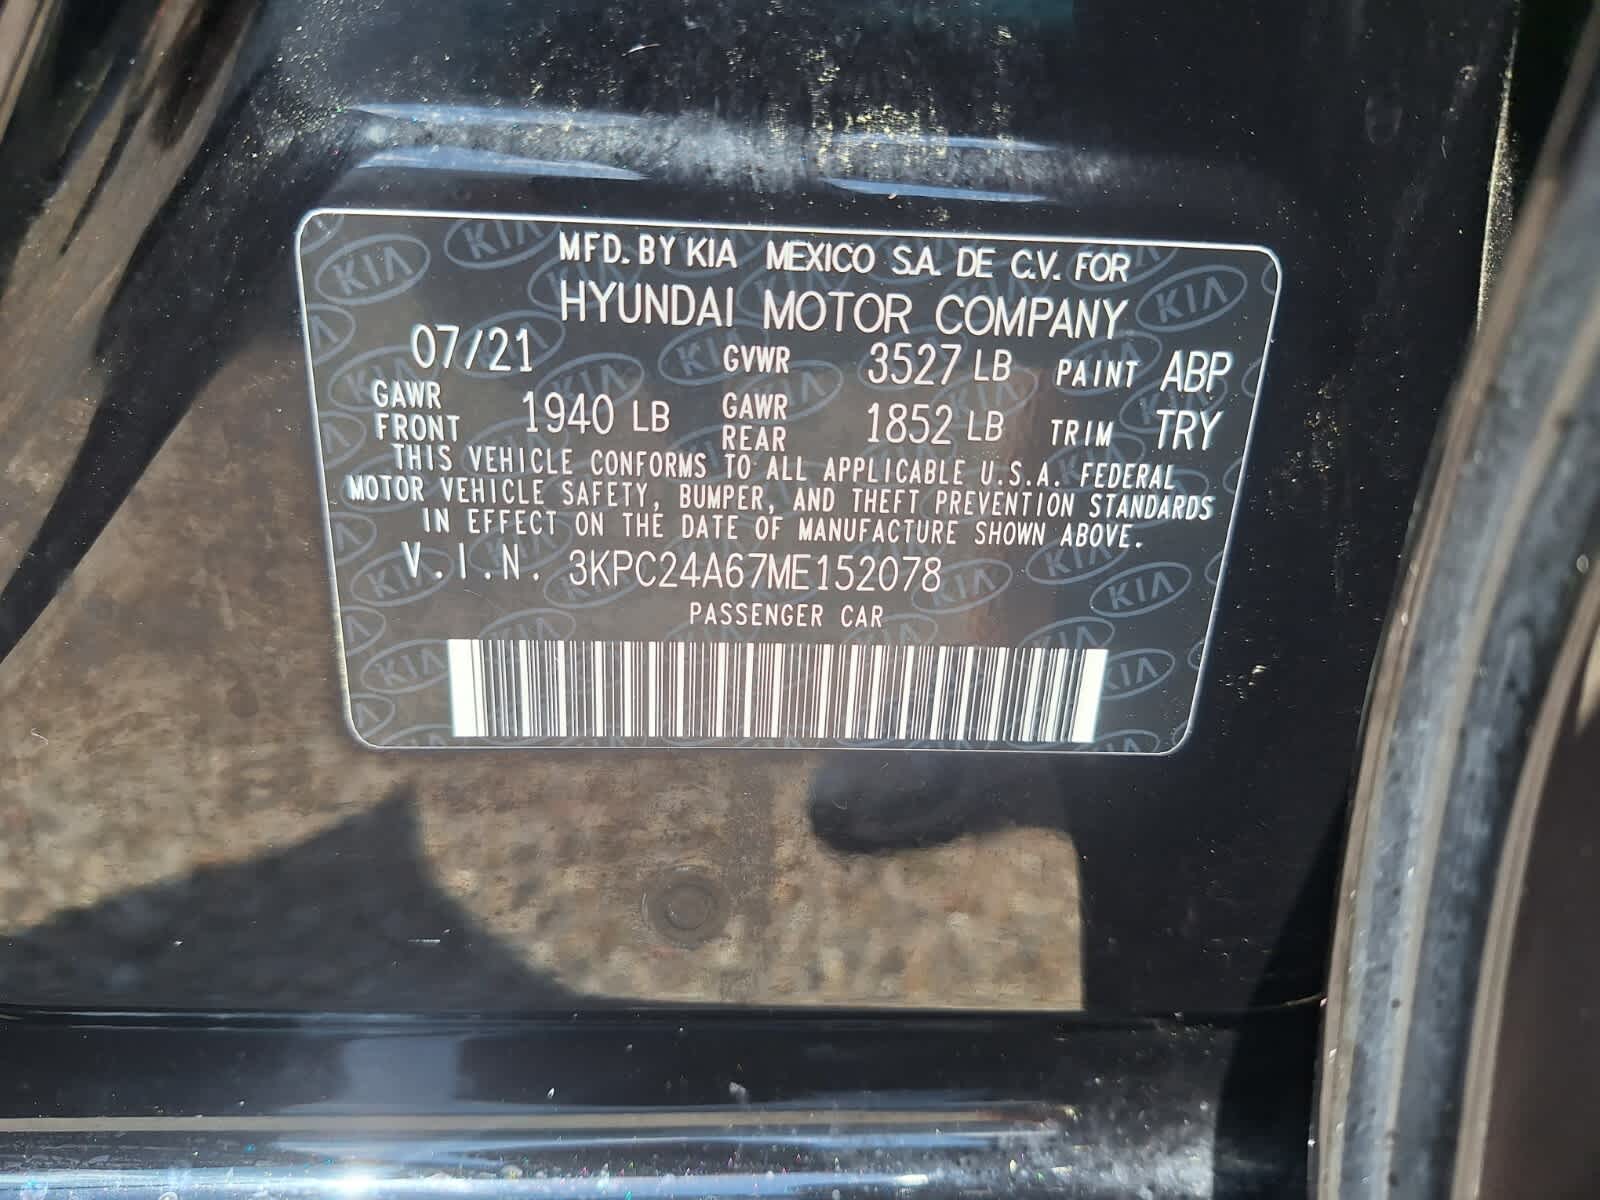 MFD. BY KIA MEXICO S.A. DE C.V. FOR
HYUNDAI MOTOR COMPANY
07/21 GVWR 3527 LB PAINT ABP
GAWR FRONT 1940 LB GAWR REAR 1852 LB TRIM TRY
THIS VEHICLE CONFORMS TO ALL APPLICABLE U.S.A. FEDERAL
MOTOR VEHICLE SAFETY, BUMPER, AND THEFT PREVENTION STANDARDS
IN EFFECT ON THE DATE OF MANUFACTURE SHOWN ABOVE.
V.I.N. 3KPC24A67ME152078
PASSENGER CAR